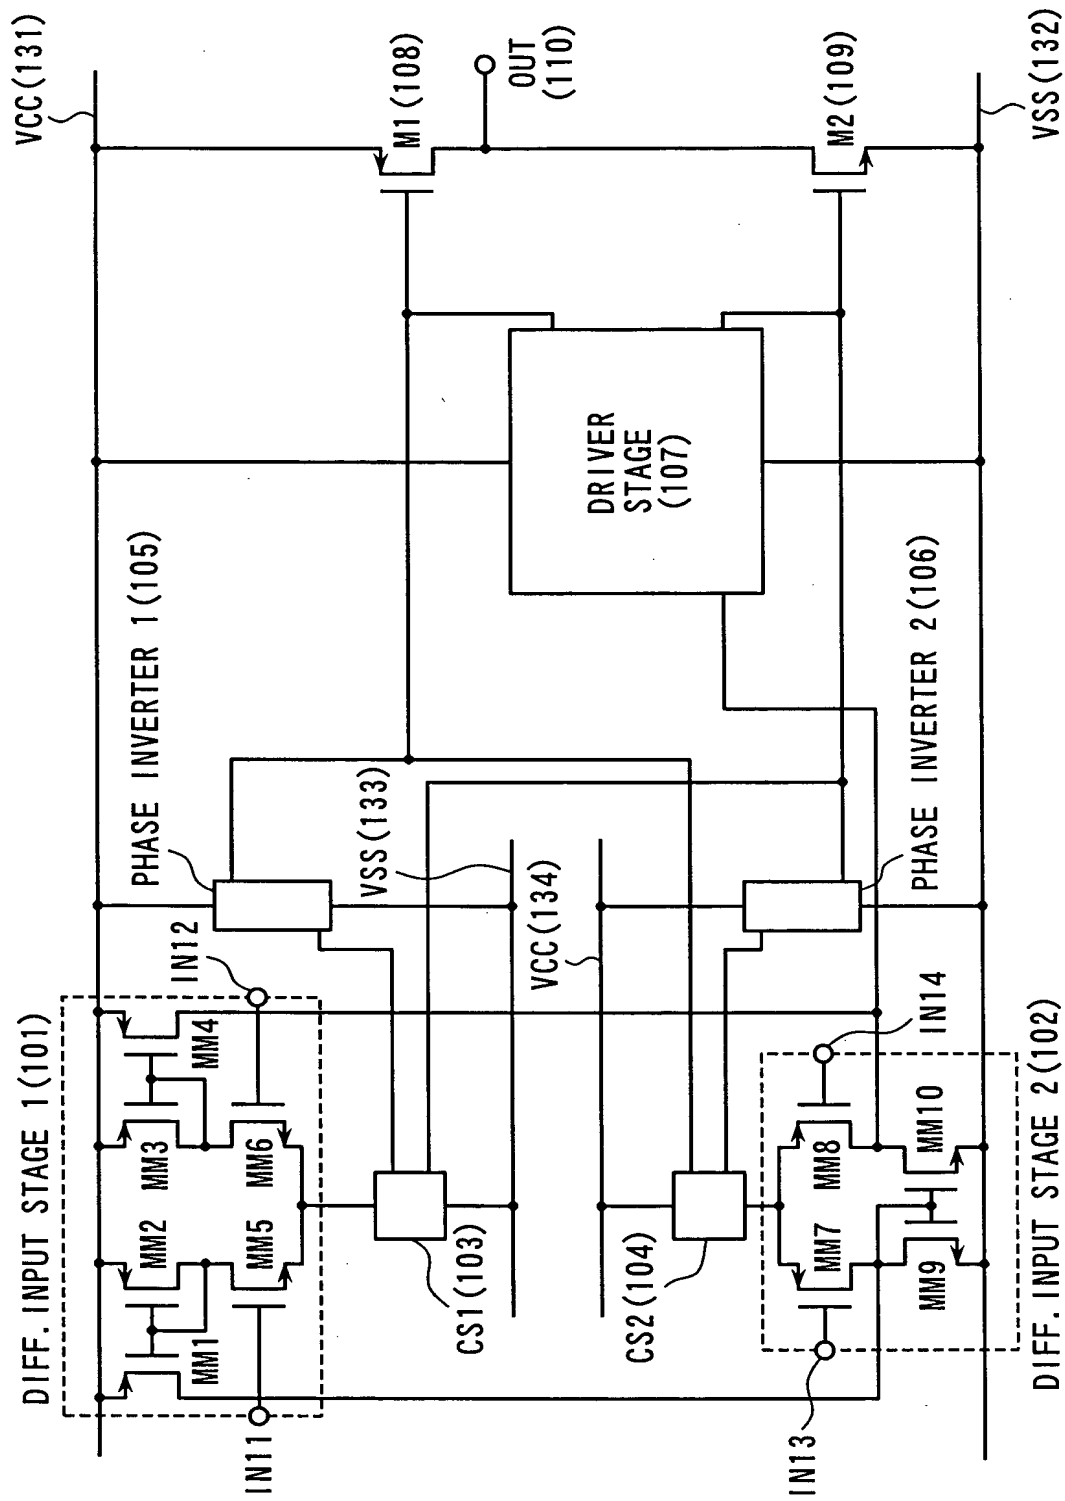 DIFF. INPUT STAGE 1(101)
MM1
MM2
MM3
MM4
IN11
MM5
MM6
IN12
PHASE INVERTER 1(105)
VCC(131)
CS1(103)
VSS(133)
M1(108)
OUT
(110)
DRIVER
STAGE
(107)
CS2(104)
VCC(134)
IN13
MM7
MM8
IN14
M2(109)
MM9
MM10
PHASE INVERTER 2(106)
DIFF. INPUT STAGE 2(102)
VSS(132)